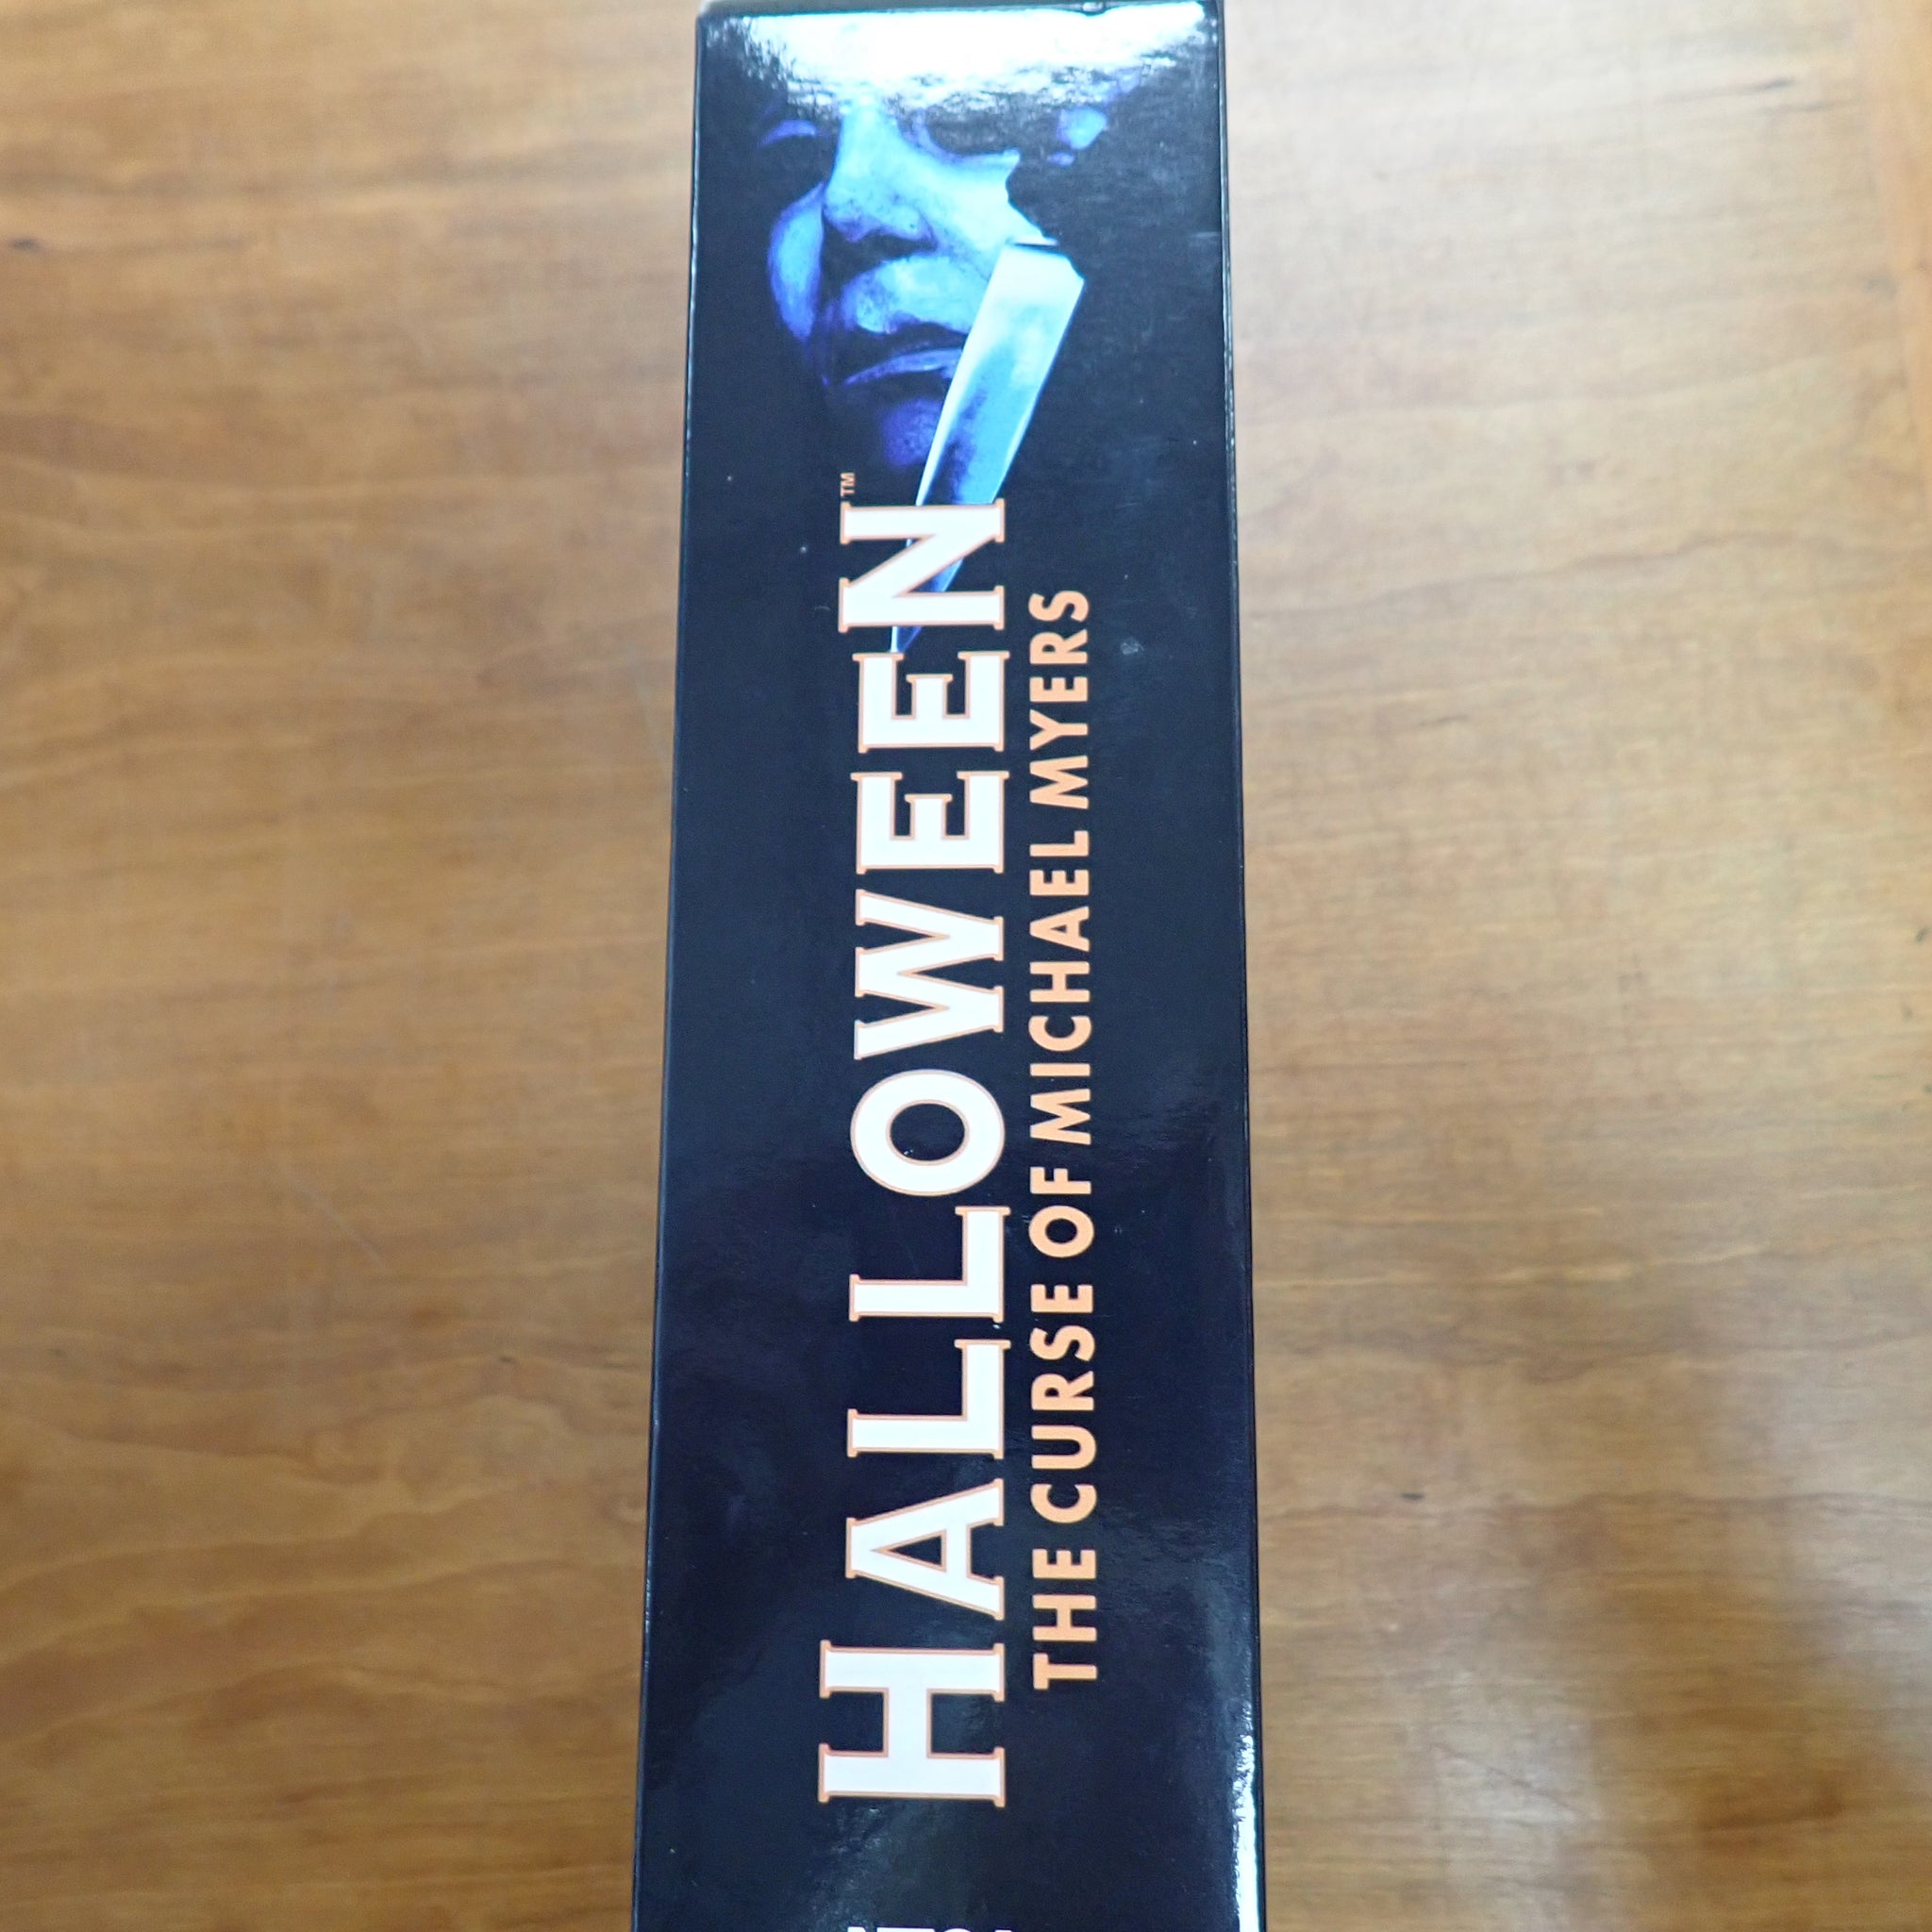 HALLOWEEN™
THE CURSE OF MICHAEL MYERS